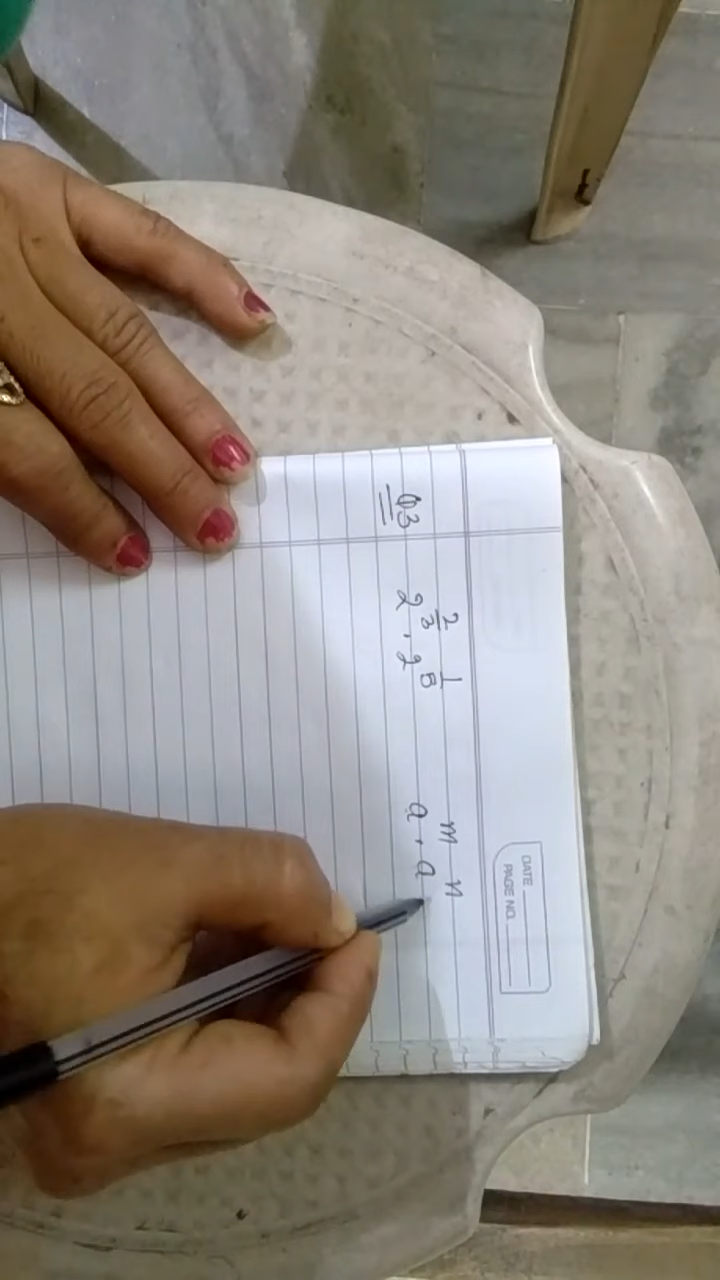 DATE
PAGE NO.
Q3 2^{2/3} . 2^{1/5} a^m . a^n